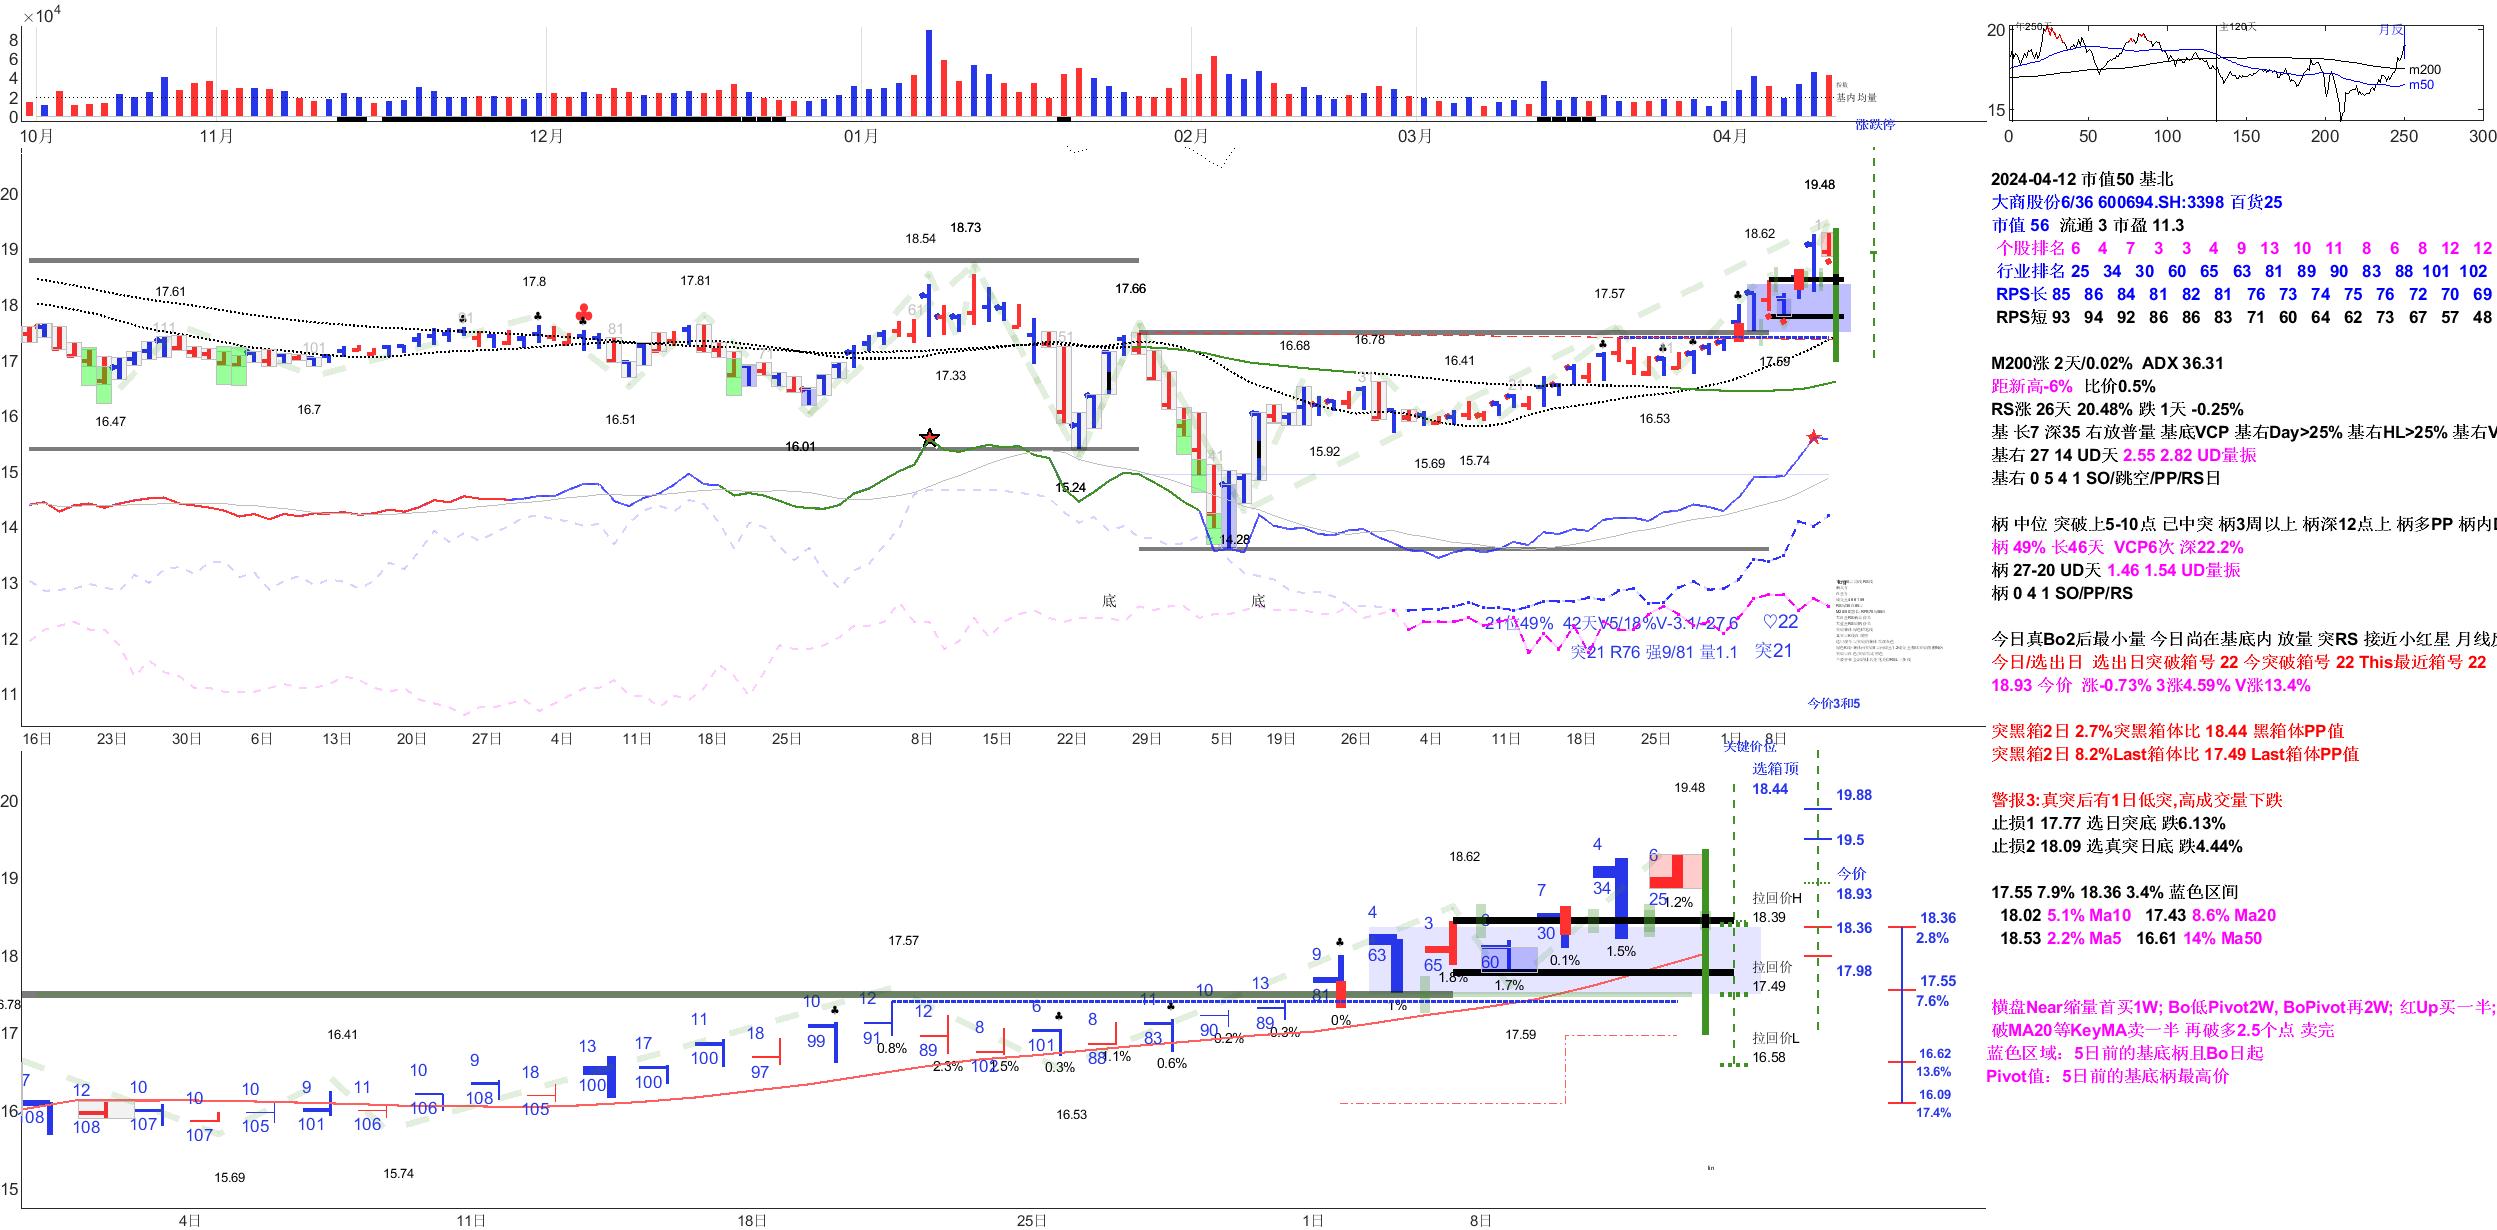 ×10⁴
8
6
4
2
0
基内均量
10月 11月 12月 01月 02月 03月 04月
涨跌停
20
15
年250天 主120天 月反
m200
m50
0 50 100 150 200 250 300
2024-04-12 市值50 基北
大商股份6/36 600694.SH:3398 百货25
市值 56 流通 3 市盈 11.3
个股排名 6 4 7 3 3 4 9 13 10 11 8 6 8 12 12
行业排名 25 34 30 60 65 63 81 89 90 83 88 101 102
RPS长 85 86 84 81 82 81 76 73 74 75 76 72 70 69
RPS短 93 94 92 86 86 83 71 60 64 62 73 67 57 48
M200涨 2天/0.02% ADX 36.31
距新高-6% 比价0.5%
RS涨 26天 20.48% 跌 1天 -0.25%
基 长7 深35 右放普量 基底VCP 基右Day>25% 基右HL>25% 基右V
基右 27 14 UD天 2.55 2.82 UD量振
基右 0 5 4 1 SO/跳空/PP/RS日
柄 中位 突破上5-10点 己中突 柄3周以上 柄深12点上 柄多PP 柄内
柄 49% 长46天 VCP6次 深22.2%
柄 27-20 UD天 1.46 1.54 UD量振
柄 0 4 1 SO/PP/RS
今日真Bo2后最小量 今日尚在基底内 放量 突RS 接近小红星 月线
今日/选出日 选出日突破箱号 22 今突破箱号 22 This最近箱号 22
18.93 今价 涨-0.73% 3涨4.59% V涨13.4%
突黑箱2日 2.7%突黑箱体比 18.44 黑箱体PP值
突黑箱2日 8.2%Last箱体比 17.49 Last箱体PP值
警报3:真突后有1日低突,高成交量下跌
止损1 17.77 选日突底 跌6.13%
止损2 18.09 选真突日底 跌4.44%
17.55 7.9% 18.36 3.4% 蓝色区间
18.02 5.1% Ma10 17.43 8.6% Ma20
18.53 2.2% Ma5 16.61 14% Ma50
横盘Near缩量首买1W; Bo低Pivot2W, BoPivot再2W; 红Up买一半;
破MA20等KeyMA卖一半 再破多2.5个点 卖完
蓝色区域：5日前的基底柄且Bo日起
Pivot值：5日前的基底柄最高价
20
19
18
17
16
15
14
13
12
11
17.61
17.8
17.81
18.54
18.73
17.66
17.57
18.62
19.48
111
101
81
61
51
16.47
16.7
16.51
16.01
17.33
15.24
14.28
16.68
16.78
16.41
15.92
15.69
15.74
16.53
17.59
底 底
21位49% 42天V5/18%V-3.1/-27.6 ♡22
突21 R76 强9/81 量1.1 突21
今价3和5
16日 23日 30日 6日 13日 20日 27日 4日 11日 18日 25日 8日 15日 22日 29日 5日 19日 26日 4日 11日 18日 25日 1日 8日
关键价位
选箱顶
18.44
20
19
18
6.78
17
16
15
16.41
17.57
18.62
19.48
15.69
15.74
16.53
17.59
7 12 10 10 10 9 11 10 9 18 13 17 11 18 10 12 12 8 6 8 11 10 13 9 4 3 8 7 4 6
108 108 107 107 105 101 106 106 108 105 100 100 100 97 99 91 89 102 101 88 83 90 89 81 63 65 60 30 34 25
0.8% 2.3% 1.5% 0.3% 1.1% 0.6% 0.2% 0.3% 0% 1% 1.8% 1.7% 0.1% 1.5% 1.2%
拉回价H
18.39
拉回价
17.49
拉回价L
16.58
19.88
19.5
今价
18.93
18.36
17.98
18.36
2.8%
17.55
7.6%
16.62
13.6%
16.09
17.4%
4日 11日 18日 25日 1日 8日